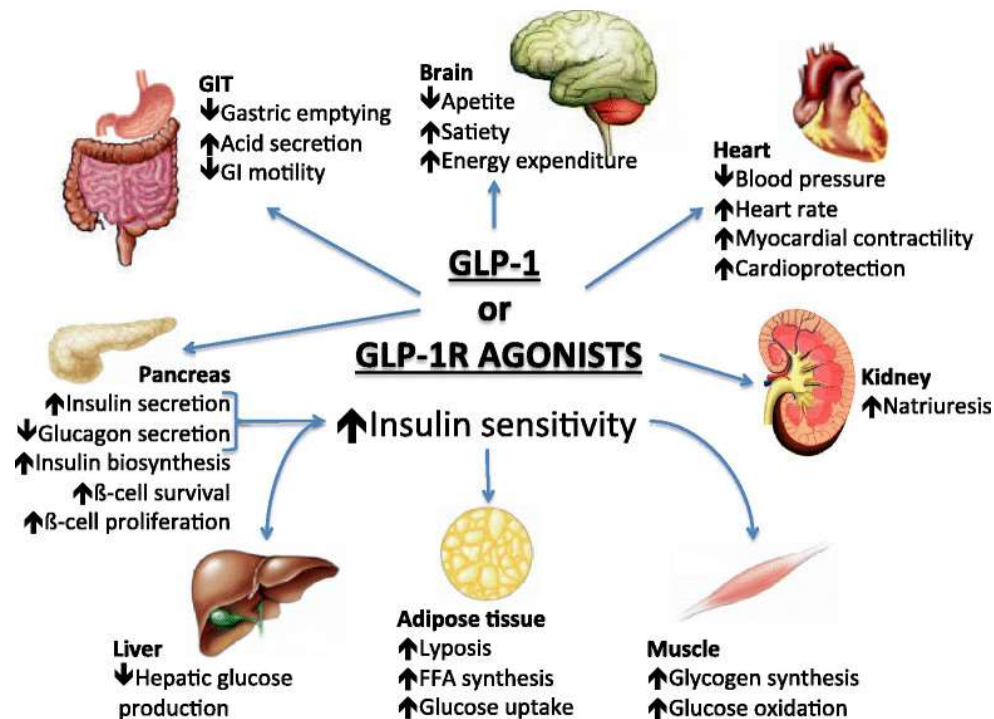 GIT
↓Gastric emptying
↑Acid secretion
↓GI motility
Brain
↓Apetite
↑Satiety
↑Energy expenditure
Heart
↓Blood pressure
↑Heart rate
↑Myocardial contractility
↑Cardioprotection
GLP-1
or
GLP-1R AGONISTS
↑Insulin sensitivity
Pancreas
↑Insulin secretion
↓Glucagon secretion
↑Insulin biosynthesis
↑ß-cell survival
↑ß-cell proliferation
Kidney
↑Natriuresis
Liver
↓Hepatic glucose
production
Adipose tissue
↑Lyposis
↑FFA synthesis
↑Glucose uptake
Muscle
↑Glycogen synthesis
↑Glucose oxidation